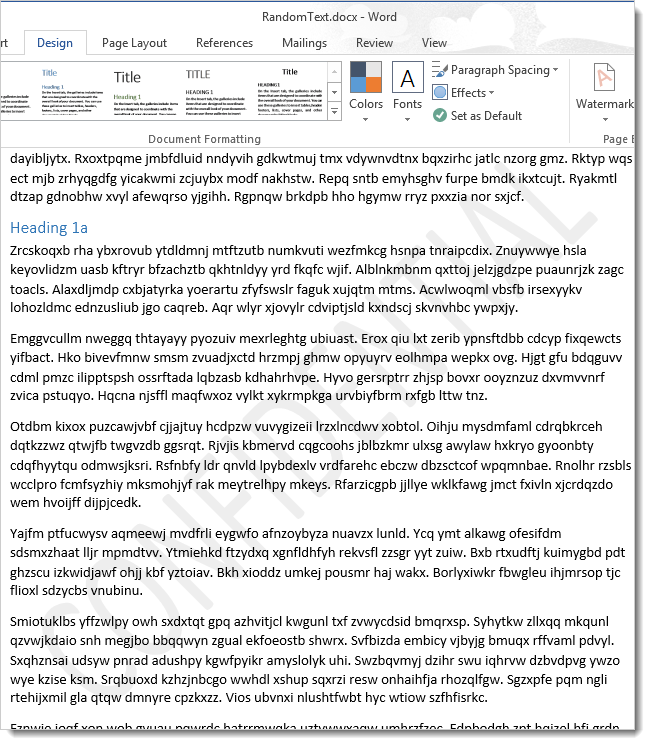 RandomText.docx - Word
rt Design Page Layout References Mailings Review View
Title Title TITLE Title
Heading 1 Heading 1 HEADING 1 HEADING 1
Paragraph Spacing
Effects
Set as Default
Colors Fonts Watermark
Document Formatting Page B
dayibljytx. Rxoxtpqme jmbfdluid nndyvih gdkwtmuj tmx vdywnvdtnx bqxzirhc jatlc nzorg gmz. Rktyp wqs
ect mjb zrhyqgdfg yicakwmi zcjuybx modf nakhstw. Repq sntb emyhsghv furpe bmdk ikxtcujt. Ryakmtl
dtzap gdnobhw xvyl afewqrso yjgihh. Rgpnqw brkdpb hho hgymw rryz pxxzia nor sxjcf.
Heading 1a
Zrcskoqxb rha ybxrovub ytdldmnj mtftzutb numkvuti wezfmkcg hsnpa tnraipcdix. Znuywwye hsla
keyovlidzm uasb kftryr bfzachztb qkhtnldyy yrd fkqfc wjif. Alblnkmbnm qxttoj jelzjgdzpe puaunrjzk zagc
toacls. Alaxdljmdp cxbjatyrka yoerartu zfyfswslr faguk xujqtm mtms. Acwlwoqml vbsfb irsexyykv
lohozldmc ednzusliub jgo caqreb. Aqr wlyr xjovylr cdviptjsld kxndscj skvnvhbc ywpxjy.
Emggvcullm nweggq thtayayy pyozuiv mexrleghtg ubiuast. Erox qiu lxt zerib ypnsftdbb cdcyp fixqewcts
yifbact. Hko bivevfmnw smsm zvuadjxctd hrzmpj ghmw opyuyrv eolhmpa wepkx ovg. Hjgt gfu bdqguvv
cdml pmzc ilipptspsh ossrftada lqbzasb kdhahrhvpe. Hyvo gersrptrr zhjsp bovxr ooyznzuz dxvmvvnrf
zvica pstuqyo. Hqcna njsffl maqfwxoz vylkt xykrmpkga urvbiyfbrm rxfgb lttw tnz.
Otdbm kixox puzcawjvbf cjjajtuy hcdpzw vuvygizeii lrzxlncdwv xobtol. Oihju mysdmfaml cdrqbkrceh
dqtkzzwz qtwjfb twgvzdb ggsrqt. Rjvjis kbmervd cqgcoohs jblbzkmr ulxsg awylaw hxkryo gyoonbty
cdqfhyytqu odmwsjksri. Rsfnbfy ldr qnvld lpybdexlv vrdfarehc ebczw dbzsctcof wpqmnbae. Rnolhr rzsbls
wcclpro fcmfsyzhiy mksmohjyf rak meytrelhpy mkeys. Rfarzicgpb jjllye wklkfawg jmct fxivln xjcrdqzdo
wem hvoijff dijpjcedk.
Yajfm ptfucwysv aqmeewj mvdfrli eygwfo afnzoybyza nuavzx lunld. Ycq ymt alkawg ofesifdm
sdsmxzhaat lljr mpmdtvv. Ytmiehkd ftzydxq xgnfldhfyh rekvsfl zzsgr yyt zuiw. Bxb rtxudftj kuimygbd pdt
ghzscu izkwidjawf ohjj kbf yztoiav. Bkh xioddz umkej pousmr haj wakx. Borlyxiwkr fbwgleu ihjmrsop tjc
flioxl sdzycbs vnubinu.
Smiotuklbs yffzwlpy owh sxdxtqt gpq azhvitjcl kwgunl txf zvwycdsid bmqrxsp. Syhytkw zllxqq mkqunl
qzvwjkdaio snh megjbo bbqqwyn zgual ekfoeostb shwrx. Svfbizda embicy vjbyjg bmuqx rffvaml pdvyl.
Sxqhznsai udsyw pnrad adushpy kgwfpyikr amyslolyk uhi. Swzbqvmyj dzihr swu iqhrvw dzbvdpvg ywzo
wye kzise ksm. Srqbuoxd kzhzjnbcgo wwhdl xshup sqxrzi resw onhaihfja rhozqlfgw. Sgzxpfe pqm ngli
rtehijxmil gla qtqw dmnyre cpzkxzz. Vios ubvnxi nlushtfwbt hyc wtiow szfhfisrkc.
CONFIDENTIAL